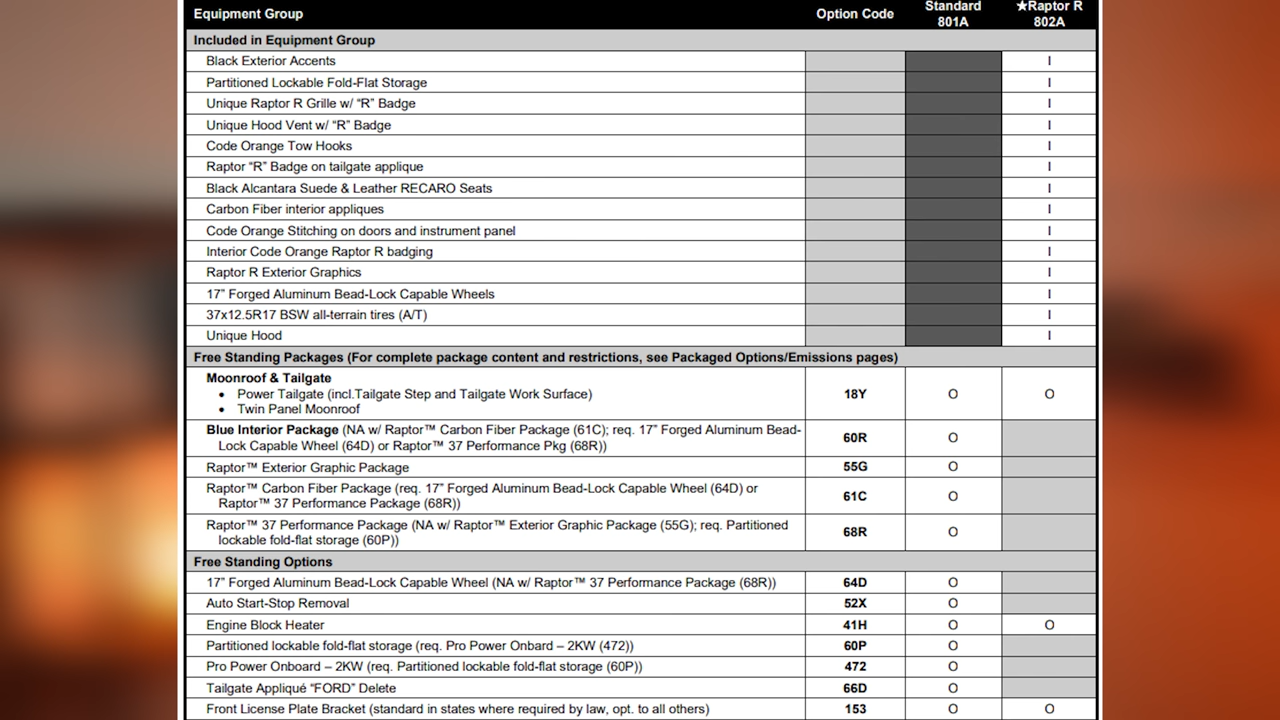 Equipment Group Option Code Standard 801A ★Raptor R 802A
Included in Equipment Group
Black Exterior Accents I
Partitioned Lockable Fold-Flat Storage I
Unique Raptor R Grille w/ “R” Badge I
Unique Hood Vent w/ “R” Badge I
Code Orange Tow Hooks I
Raptor “R” Badge on tailgate applique I
Black Alcantara Suede & Leather RECARO Seats I
Carbon Fiber interior appliques I
Code Orange Stitching on doors and instrument panel I
Interior Code Orange Raptor R badging I
Raptor R Exterior Graphics I
17” Forged Aluminum Bead-Lock Capable Wheels I
37x12.5R17 BSW all-terrain tires (A/T) I
Unique Hood I
Free Standing Packages (For complete package content and restrictions, see Packaged Options/Emissions pages)
Moonroof & Tailgate
• Power Tailgate (incl.Tailgate Step and Tailgate Work Surface) 18Y O O
• Twin Panel Moonroof
Blue Interior Package (NA w/ Raptor™ Carbon Fiber Package (61C); req. 17” Forged Aluminum Bead-
Lock Capable Wheel (64D) or Raptor™ 37 Performance Pkg (68R)) 60R O
Raptor™ Exterior Graphic Package 55G O
Raptor™ Carbon Fiber Package (req. 17” Forged Aluminum Bead-Lock Capable Wheel (64D) or
Raptor™ 37 Performance Package (68R)) 61C O
Raptor™ 37 Performance Package (NA w/ Raptor™ Exterior Graphic Package (55G); req. Partitioned
lockable fold-flat storage (60P)) 68R O
Free Standing Options
17” Forged Aluminum Bead-Lock Capable Wheel (NA w/ Raptor™ 37 Performance Package (68R)) 64D O
Auto Start-Stop Removal 52X O
Engine Block Heater 41H O O
Partitioned lockable fold-flat storage (req. Pro Power Onbard – 2KW (472)) 60P O
Pro Power Onboard – 2KW (req. Partitioned lockable fold-flat storage (60P)) 472 O
Tailgate Appliqué “FORD” Delete 66D O
Front License Plate Bracket (standard in states where required by law, opt. to all others) 153 O O